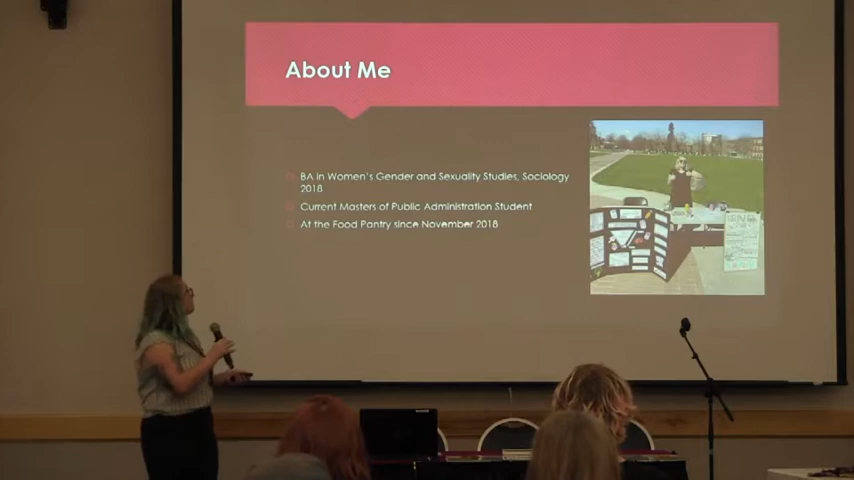 About Me
BA in Women's Gender and Sexuality Studies, Sociology
2018
Current Masters of Public Administration Student
At the Food Pantry since November 2018